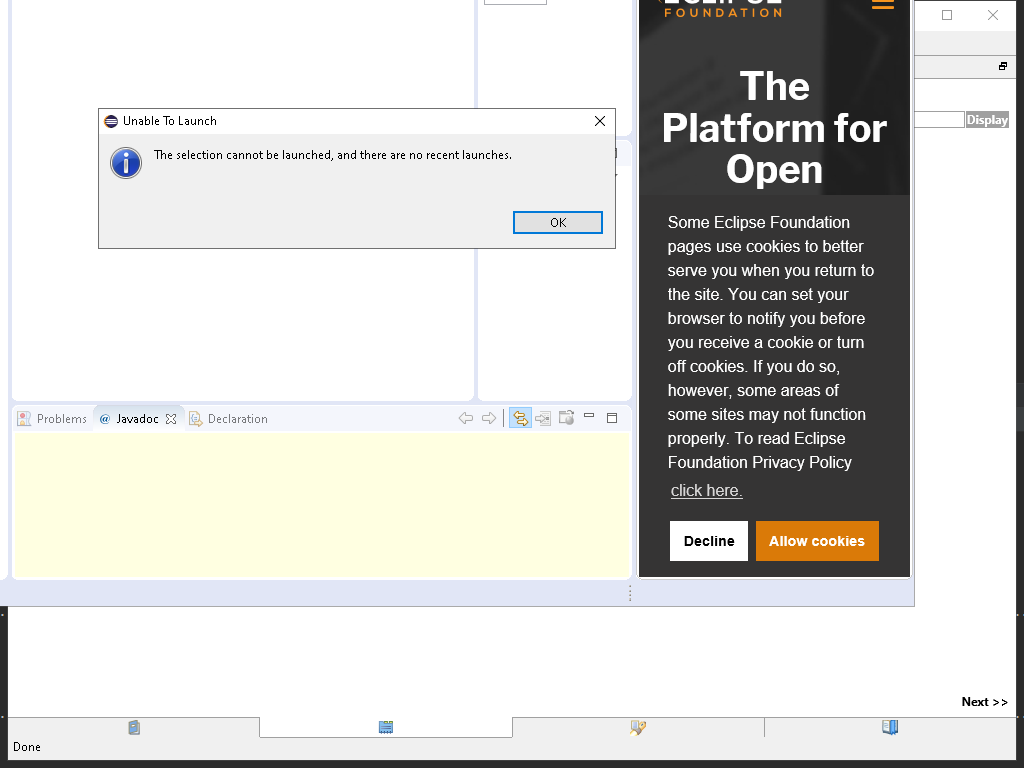 FOUNDATION
The
Platform for
Open
Unable To Launch
The selection cannot be launched, and there are no recent launches.
OK
Display
Some Eclipse Foundation
pages use cookies to better
serve you when you return to
the site. You can set your
browser to notify you before
you receive a cookie or turn
off cookies. If you do so,
however, some areas of
some sites may not function
properly. To read Eclipse
Foundation Privacy Policy
click here.
Decline
Allow cookies
Problems
@ Javadoc
Declaration
Next >>
Done